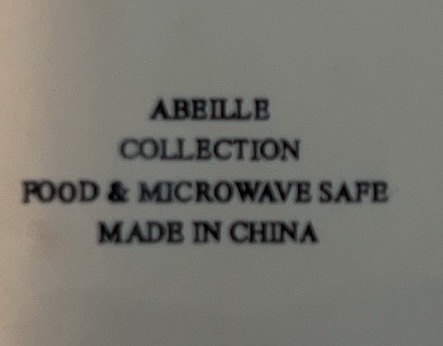 ABEILLE
COLLECTION
FOOD & MICROWAVE SAFE
MADE IN CHINA